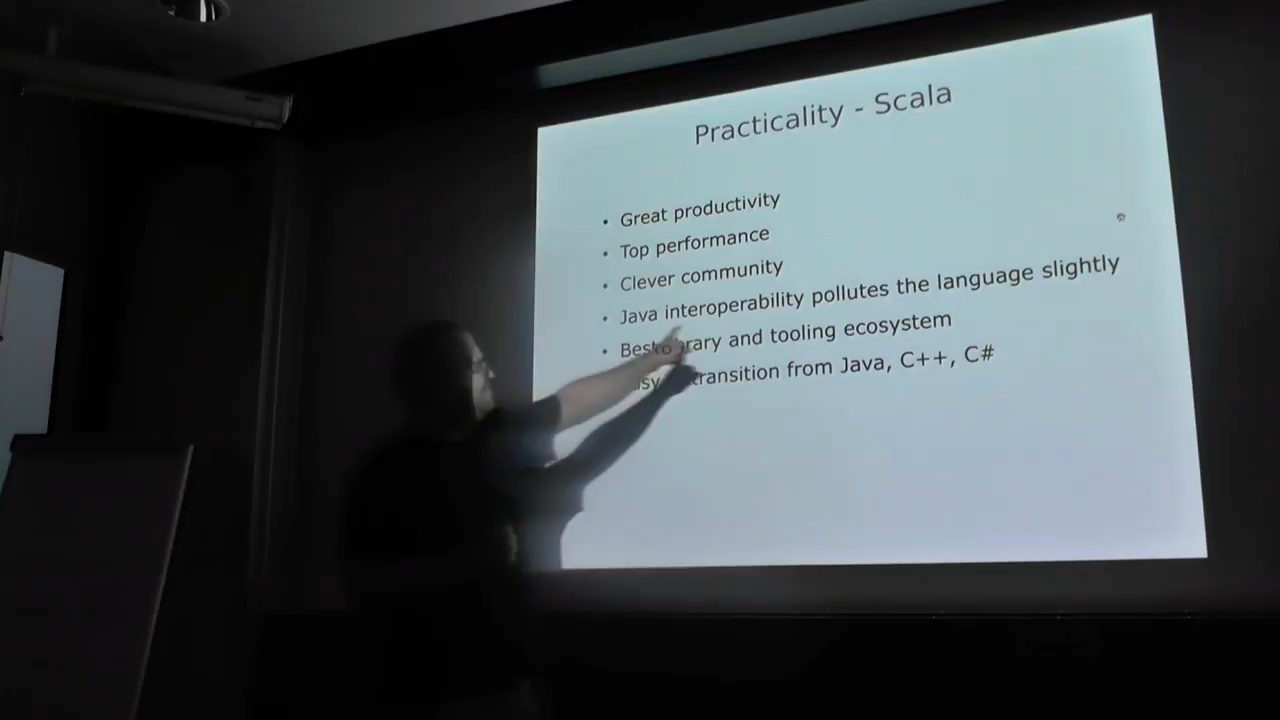 Practicality - Scala
• Great productivity
• Top performance
• Clever community
• Java interoperability pollutes the language slightly
• Best and tooling ecosystem
transition from Java, C++, C#